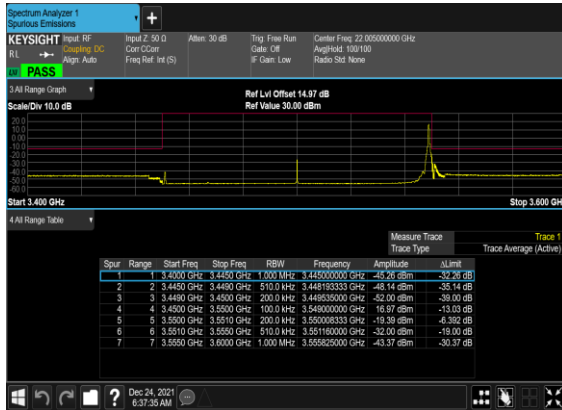 Spectrum Analyzer 1
Spurious Emissions
KEYSIGHT Input: RF Input Z: 50 Ω Atten: 30 dB Trig: Free Run Center Freq: 22.005000000 GHz
RL Coupling: DC Corr CCorr Gate: Off Avg|Hold: 100/100
Align: Auto Freq Ref: Int (S) IF Gain: Low Radio Std: None
PASS
3 All Range Graph Ref Lvl Offset 14.97 dB
Scale/Div 10.0 dB Ref Value 30.00 dBm
20.0
10.0
0.00
-10.0
-20.0
-30.0
-40.0
-50.0
-60.0
Start 3.400 GHz Stop 3.600 GH
4 All Range Table
Measure Trace Trace 1
Trace Type Trace Average (Active)
Spur Range Start Freq Stop Freq RBW Frequency Amplitude ΔLimit
1 1 3.4000 GHz 3.4450 GHz 1.000 MHz 3.445000000 GHz -45.26 dBm -32.26 dB
2 2 3.4450 GHz 3.4490 GHz 510.0 kHz 3.448193333 GHz -48.14 dBm -35.14 dB
3 3 3.4490 GHz 3.4500 GHz 200.0 kHz 3.449535000 GHz -52.00 dBm -39.00 dB
4 4 3.4500 GHz 3.5500 GHz 100.0 kHz 3.549000000 GHz 16.97 dBm -13.03 dB
5 5 3.5500 GHz 3.5510 GHz 200.0 kHz 3.550008333 GHz -19.39 dBm -6.392 dB
6 6 3.5510 GHz 3.5550 GHz 510.0 kHz 3.551160000 GHz -32.00 dBm -19.00 dB
7 7 3.5550 GHz 3.6000 GHz 1.000 MHz 3.555825000 GHz -43.37 dBm -30.37 dB
Dec 24, 2021
6:37:35 AM